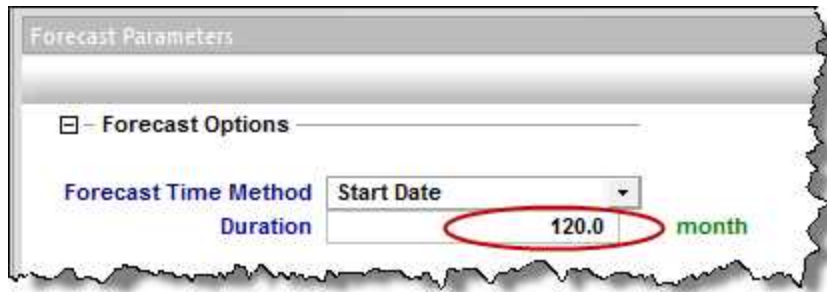 Forecast Parameters
Forecast Options
Forecast Time Method Start Date
Duration 120.0 month